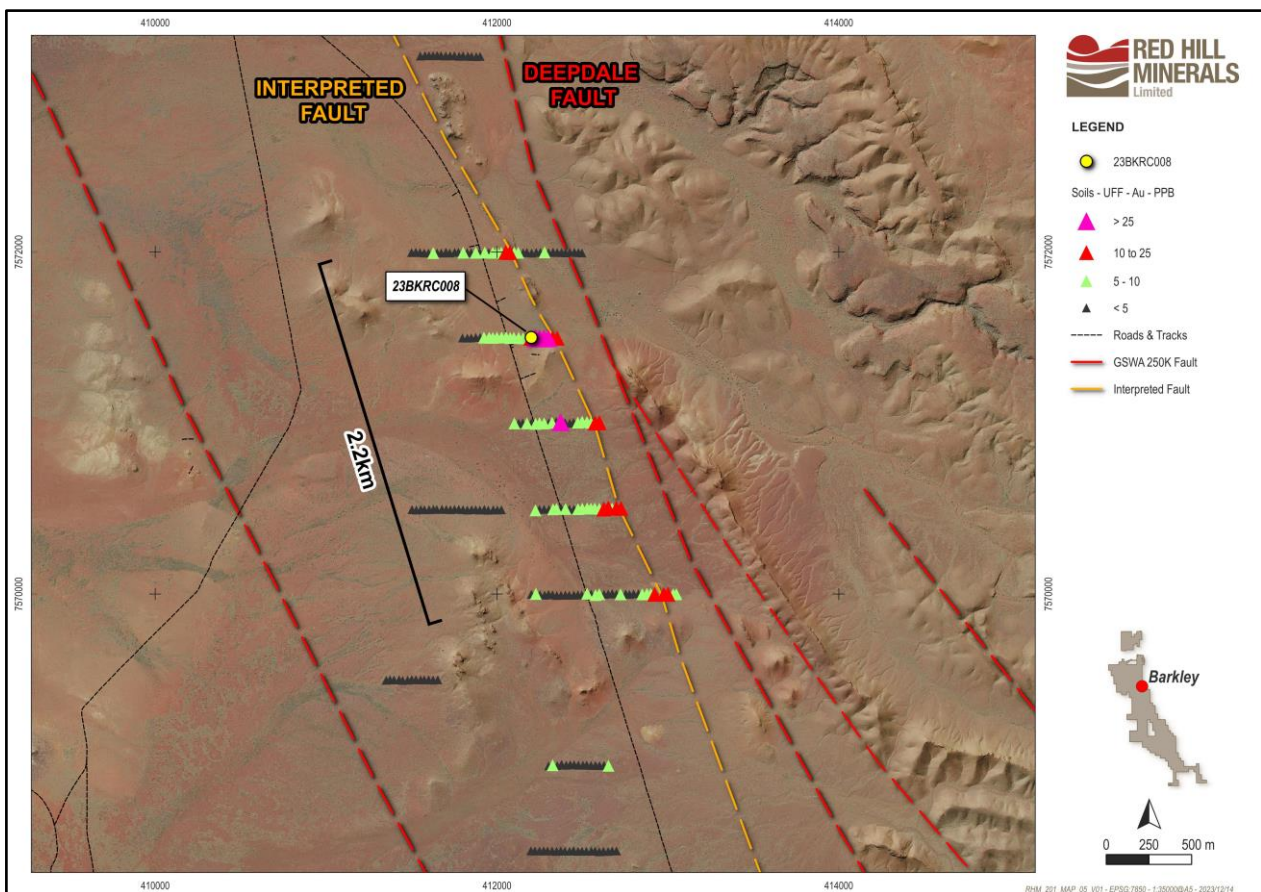 410000
412000
414000
INTERPRETED
FAULT
DEEPDALE
FAULT
7572000
7572000
23BKRC008
2.2km
7570000
7570000
410000
412000
414000
RED HILL
MINERALS
Limited
LEGEND
23BKRC008
Soils - UFF - Au - PPB
> 25
10 to 25
5 - 10
< 5
Roads & Tracks
GSWA 250K Fault
Interpreted Fault
Barkley
0 250 500 m
RHM_201_MAP_05_V01 - EPSG:7850 - 1:35000@A5 - 2023/12/14